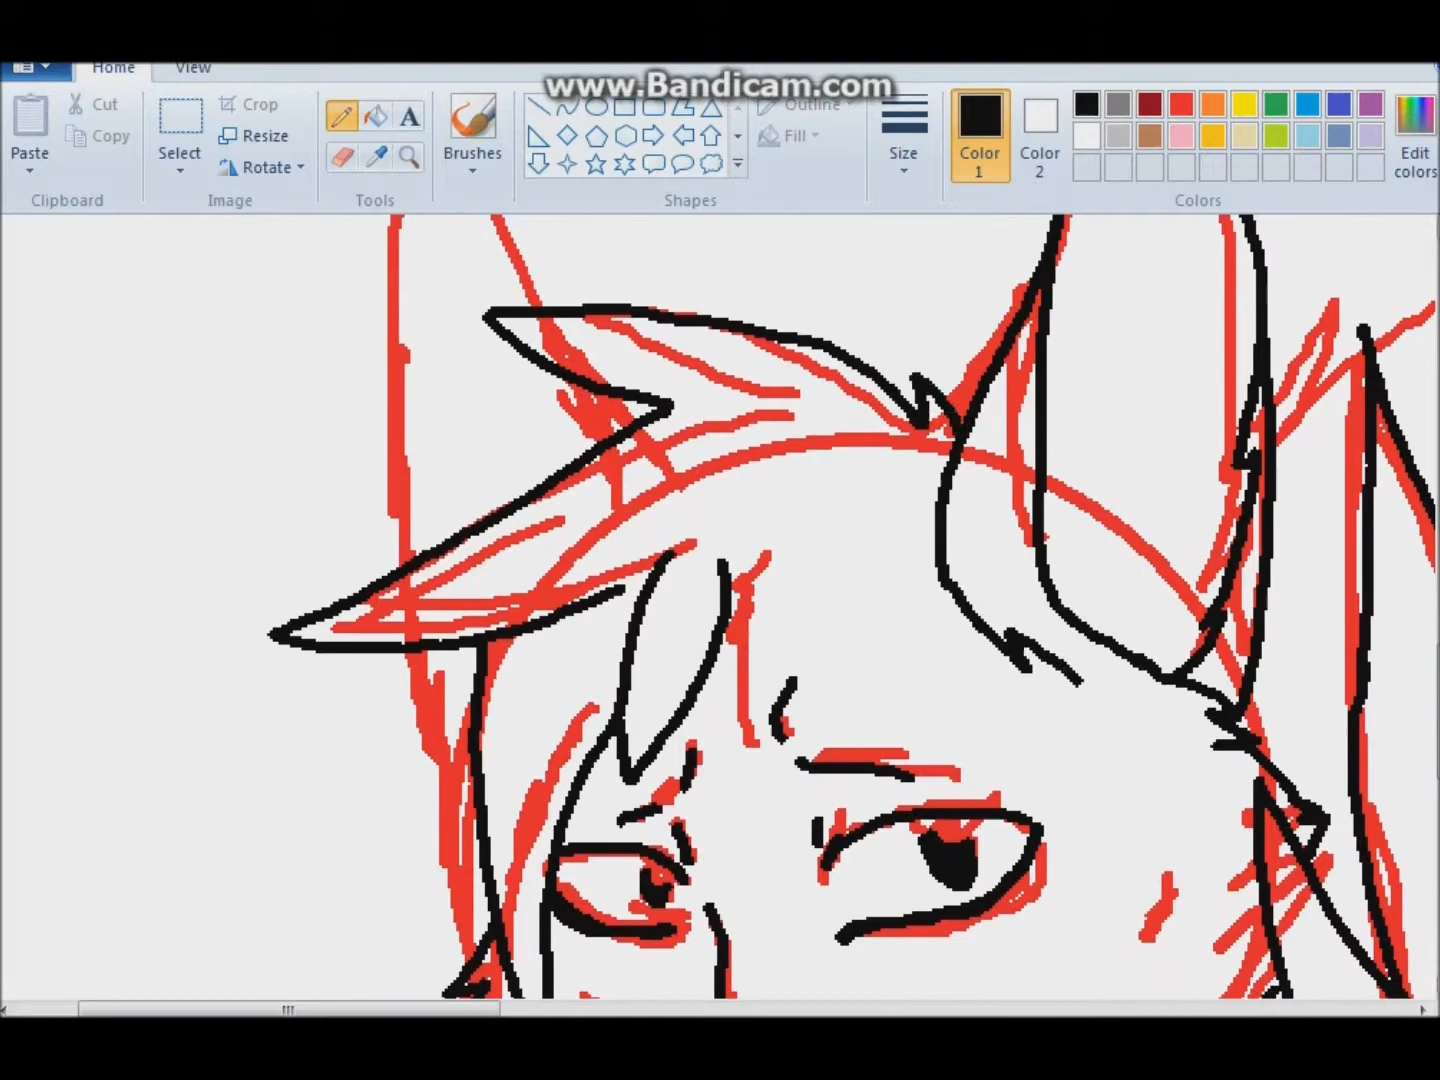 www.Bandicam.com
Home View
Paste
Cut
Copy
Clipboard
Select
Crop
Resize
Rotate
Image
A
Tools
Brushes
Outline
Fill
Shapes
Size
Color
1
Color
2
Edit
colors
Colors